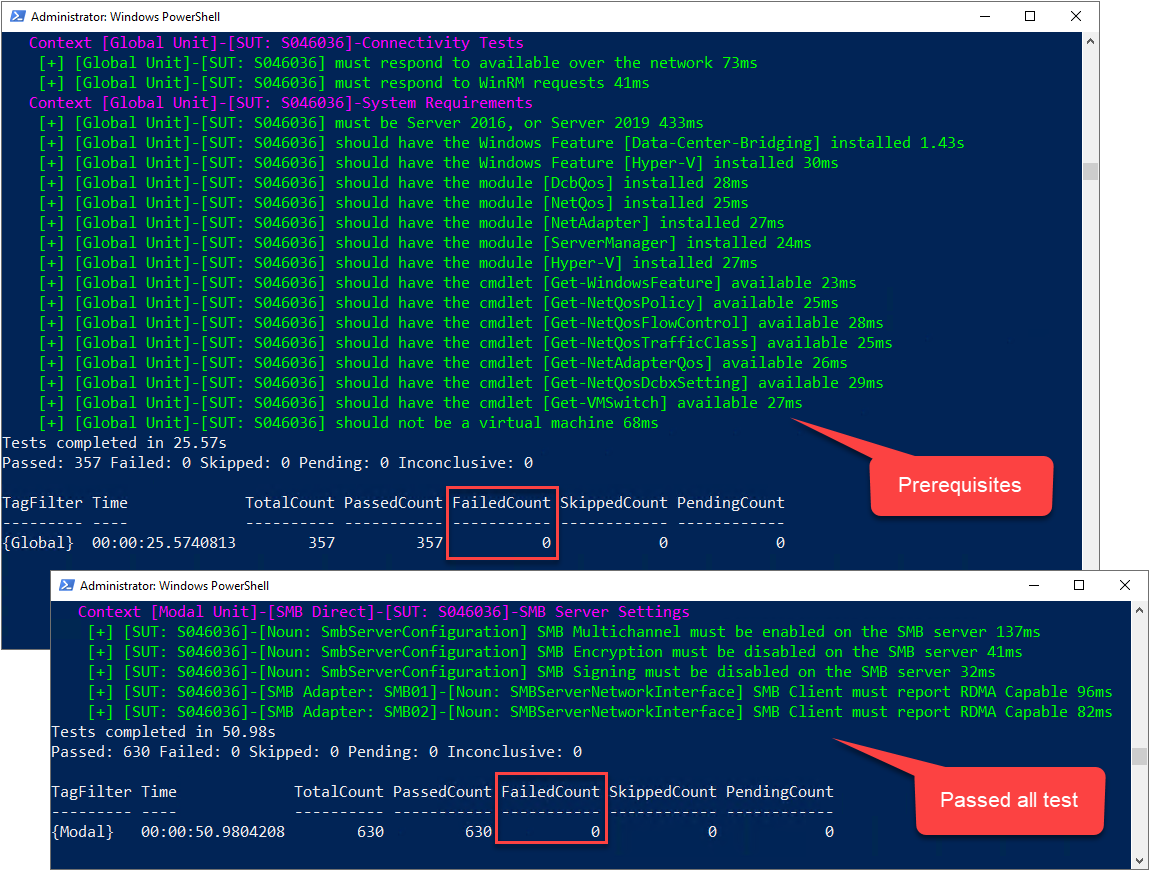 Administrator: Windows PowerShell
Context [Global Unit]-[SUT: S046036]-Connectivity Tests
[+] [Global Unit]-[SUT: S046036] must respond to available over the network 73ms
[+] [Global Unit]-[SUT: S046036] must respond to WinRM requests 41ms
Context [Global Unit]-[SUT: S046036]-System Requirements
[+] [Global Unit]-[SUT: S046036] must be Server 2016, or Server 2019 433ms
[+] [Global Unit]-[SUT: S046036] should have the Windows Feature [Data-Center-Bridging] installed 1.43s
[+] [Global Unit]-[SUT: S046036] should have the Windows Feature [Hyper-V] installed 30ms
[+] [Global Unit]-[SUT: S046036] should have the module [DcbQos] installed 28ms
[+] [Global Unit]-[SUT: S046036] should have the module [NetQos] installed 25ms
[+] [Global Unit]-[SUT: S046036] should have the module [NetAdapter] installed 27ms
[+] [Global Unit]-[SUT: S046036] should have the module [ServerManager] installed 24ms
[+] [Global Unit]-[SUT: S046036] should have the module [Hyper-V] installed 27ms
[+] [Global Unit]-[SUT: S046036] should have the cmdlet [Get-WindowsFeature] available 23ms
[+] [Global Unit]-[SUT: S046036] should have the cmdlet [Get-NetQosPolicy] available 25ms
[+] [Global Unit]-[SUT: S046036] should have the cmdlet [Get-NetQosFlowControl] available 28ms
[+] [Global Unit]-[SUT: S046036] should have the cmdlet [Get-NetQosTrafficClass] available 25ms
[+] [Global Unit]-[SUT: S046036] should have the cmdlet [Get-NetAdapterQos] available 26ms
[+] [Global Unit]-[SUT: S046036] should have the cmdlet [Get-NetQosDcbxSetting] available 29ms
[+] [Global Unit]-[SUT: S046036] should have the cmdlet [Get-VMSwitch] available 27ms
[+] [Global Unit]-[SUT: S046036] should not be a virtual machine 68ms
Tests completed in 25.57s
Passed: 357 Failed: 0 Skipped: 0 Pending: 0 Inconclusive: 0
Prerequisites
TagFilter Time TotalCount PassedCount FailedCount SkippedCount PendingCount
--------- ---- ---------- ----------- ----------- ------------ ------------
{Global} 00:00:25.5740813 357 357 0 0 0
Administrator: Windows PowerShell
Context [Modal Unit]-[SMB Direct]-[SUT: S046036]-SMB Server Settings
[+] [SUT: S046036]-[Noun: SmbServerConfiguration] SMB Multichannel must be enabled on the SMB server 137ms
[+] [SUT: S046036]-[Noun: SmbServerConfiguration] SMB Encryption must be disabled on the SMB server 41ms
[+] [SUT: S046036]-[Noun: SmbServerConfiguration] SMB Signing must be disabled on the SMB server 32ms
[+] [SUT: S046036]-[SMB Adapter: SMB01]-[Noun: SMBServerNetworkInterface] SMB Client must report RDMA Capable 96ms
[+] [SUT: S046036]-[SMB Adapter: SMB02]-[Noun: SMBServerNetworkInterface] SMB Client must report RDMA Capable 82ms
Tests completed in 50.98s
Passed: 630 Failed: 0 Skipped: 0 Pending: 0 Inconclusive: 0
TagFilter Time TotalCount PassedCount FailedCount SkippedCount PendingCount
--------- ---- ---------- ----------- ----------- ------------ ------------
{Modal} 00:00:50.9804208 630 630 0 0 0
Passed all test